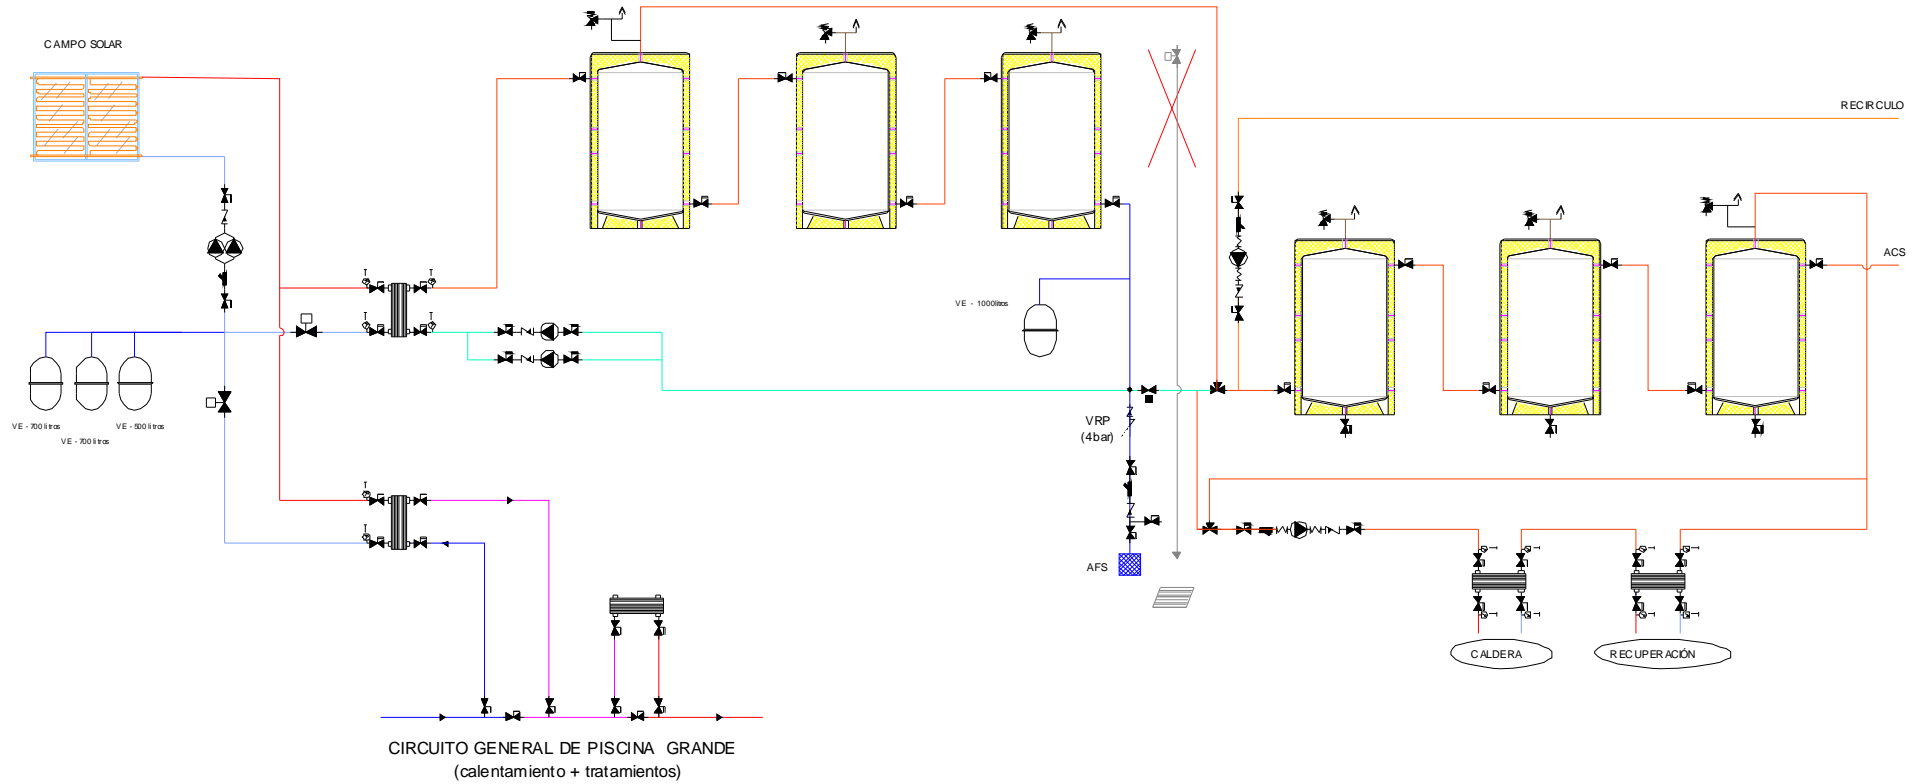 CAMPO SOLAR
RECIRCULO
ACS
VE - 1000litros
VE - 700 litros
VE - 700 litros
VE - 500 litros
VRP
(4bar)
AFS
CALDERA
RECUPERACIÓN
CIRCUITO GENERAL DE PISCINA GRANDE
(calentamiento + tratamientos)